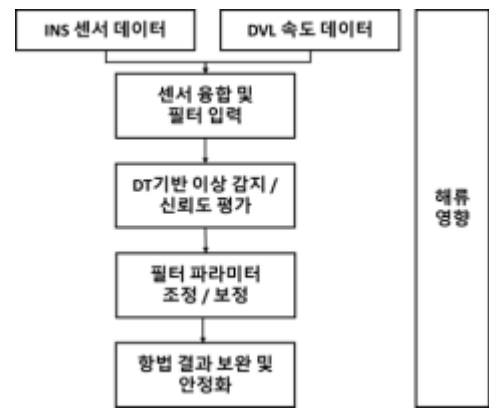 INS 센서 데이터
DVL 속도 데이터
센서 융합 및
필터 입력
DT기반 이상 감지 /
신뢰도 평가
필터 파라미터
조정 / 보정
항법 결과 보완 및
안정화
해류
영향